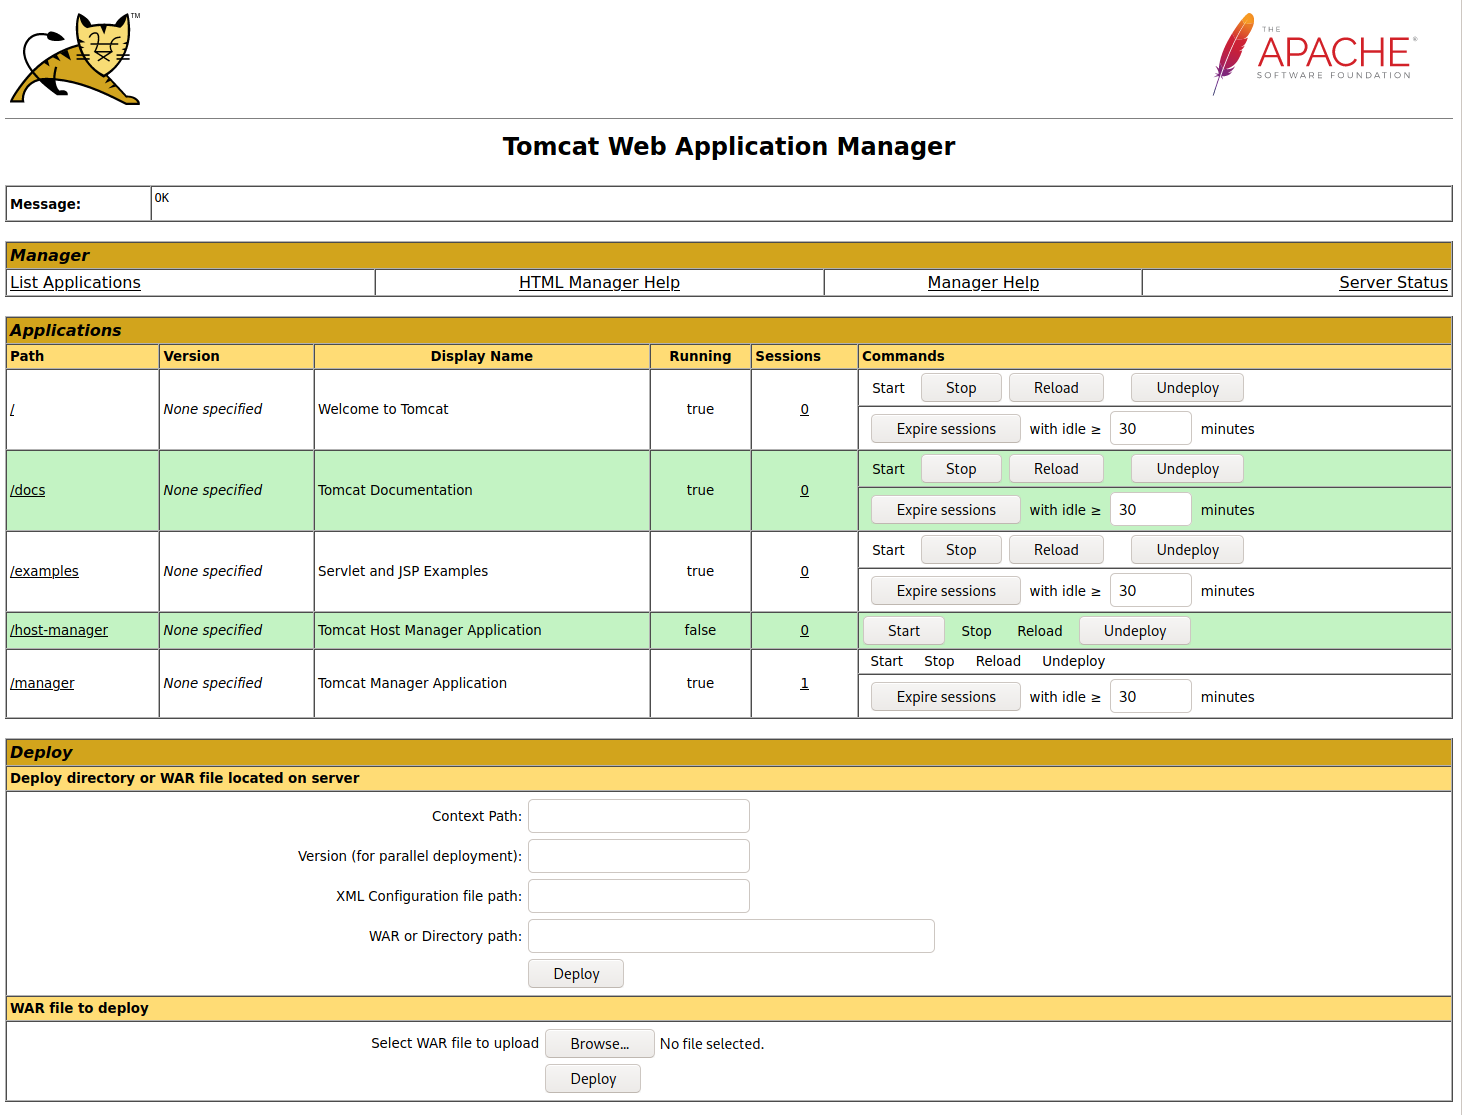 TM
THE
APACHE®
SOFTWARE FOUNDATION
Tomcat Web Application Manager
Message: OK
Manager
List Applications HTML Manager Help Manager Help Server Status
Applications
Path Version Display Name Running Sessions Commands
/ None specified Welcome to Tomcat true 0
Start Stop Reload Undeploy
Expire sessions with idle ≥ 30 minutes
/docs None specified Tomcat Documentation true 0
Start Stop Reload Undeploy
Expire sessions with idle ≥ 30 minutes
/examples None specified Servlet and JSP Examples true 0
Start Stop Reload Undeploy
Expire sessions with idle ≥ 30 minutes
/host-manager None specified Tomcat Host Manager Application false 0 Start Stop Reload Undeploy
/manager None specified Tomcat Manager Application true 1
Start Stop Reload Undeploy
Expire sessions with idle ≥ 30 minutes
Deploy
Deploy directory or WAR file located on server
Context Path:
Version (for parallel deployment):
XML Configuration file path:
WAR or Directory path:
Deploy
WAR file to deploy
Select WAR file to upload Browse... No file selected.
Deploy